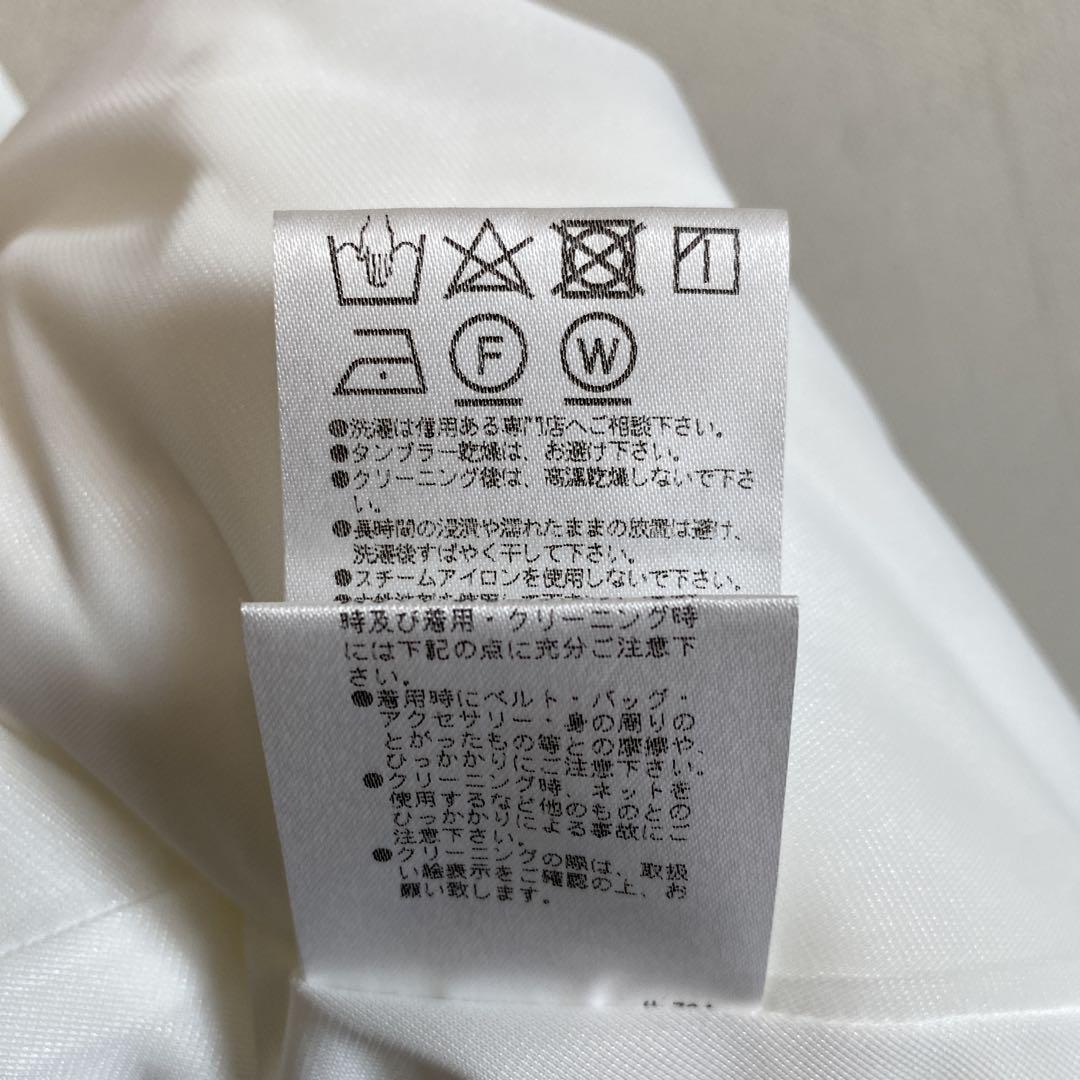 F W
●洗濯は信用ある専門店へご相談下さい。
●タンブラー乾燥は、お避け下さい。
●クリーニング後は、高温乾燥しないで下さ
い。
●長時間の浸漬や濡れたままの放置は避け、
洗濯後すばやく干して下さい。
●スチームアイロンを使用しないで下さい。
時及び着用・クリーニング時
には下記の点に充分ご注意下
さい。
●着用時にベルト・バッグ・
アクセサリー・身の周りの
とがったもの等との摩擦や、
ひっかかりにご注意下さい。
●クリーニング時、ネットを
使用するなど他のものとの
ひっかかりによる事故にご
注意下さい。
●クリーニングの際は、取扱
い絵表示をご確認の上、お
願い致します。